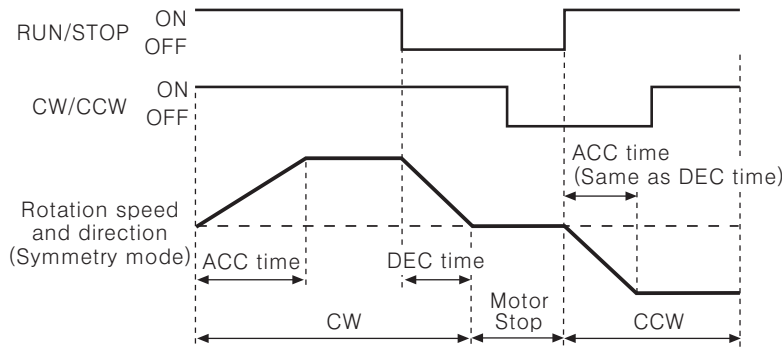 RUN/STOP
ON
OFF
CW/CCW
ON
OFF
ACC time
(Same as DEC time)
Rotation speed
and direction
(Symmetry mode)
ACC time
DEC time
CW
Motor
Stop
CCW